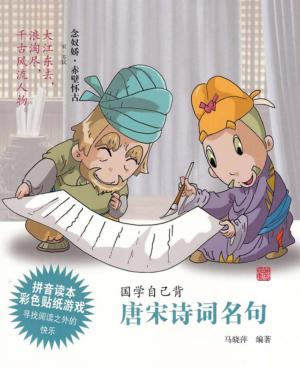 念奴娇·赤壁怀古
大江东去，
浪淘尽，
千古风流人物。
拼音读本
彩色贴纸游戏
寻找阅读之外的
快乐
国学自己背
唐宋诗词名句
马晓萍 编著